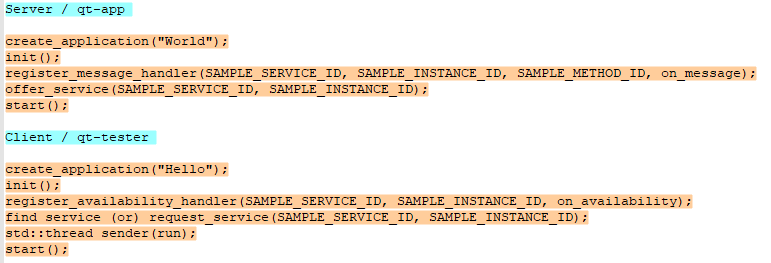 Server / qt-app
create_application("World");
init();
register_message_handler(SAMPLE_SERVICE_ID, SAMPLE_INSTANCE_ID, SAMPLE_METHOD_ID, on_message);
offer_service(SAMPLE_SERVICE_ID, SAMPLE_INSTANCE_ID);
start();
Client / qt-tester
create_application("Hello");
init();
register_availability_handler(SAMPLE_SERVICE_ID, SAMPLE_INSTANCE_ID, on_availability);
find service (or) request_service(SAMPLE_SERVICE_ID, SAMPLE_INSTANCE_ID);
std::thread sender(run);
start();